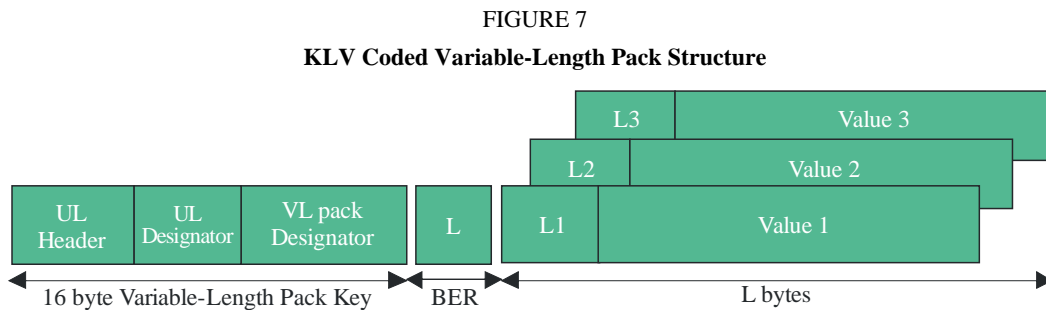 FIGURE 7
KLV Coded Variable-Length Pack Structure
L3 Value 3
L2 Value 2
UL Header
UL Designator
VL pack Designator
L
L1 Value 1
16 byte Variable-Length Pack Key
BER
L bytes